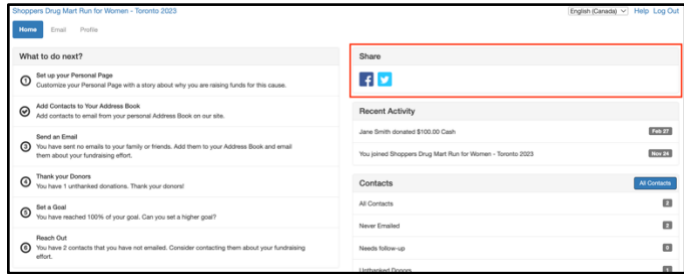 Shoppers Drug Mart Run for Women - Toronto 2023
English (Canada) Help Log Out
Home Email Profile
What to do next?
1 Set up your Personal Page
Customize your Personal Page with a story about why you are raising funds for this cause.
Add Contacts to Your Address Book
Add contacts to email from your personal Address Book on our site.
3 Send an Email
You have sent no emails to your family or friends. Add them to your Address Book and email
them about your fundraising effort.
4 Thank your Donors
You have 1 unthanked donations. Thank your donors!
5 Set a Goal
You have reached 100% of your goal. Can you set a higher goal?
6 Reach Out
You have 2 contacts that you have not emailed. Consider contacting them about your fundraising
effort.
Share
Recent Activity
Jane Smith donated $100.00 Cash Feb 27
You joined Shoppers Drug Mart Run for Women - Toronto 2023 Nov 24
Contacts All Contacts
All Contacts 2
Never Emailed 2
Needs follow-up 0
Unthanked Donors 1